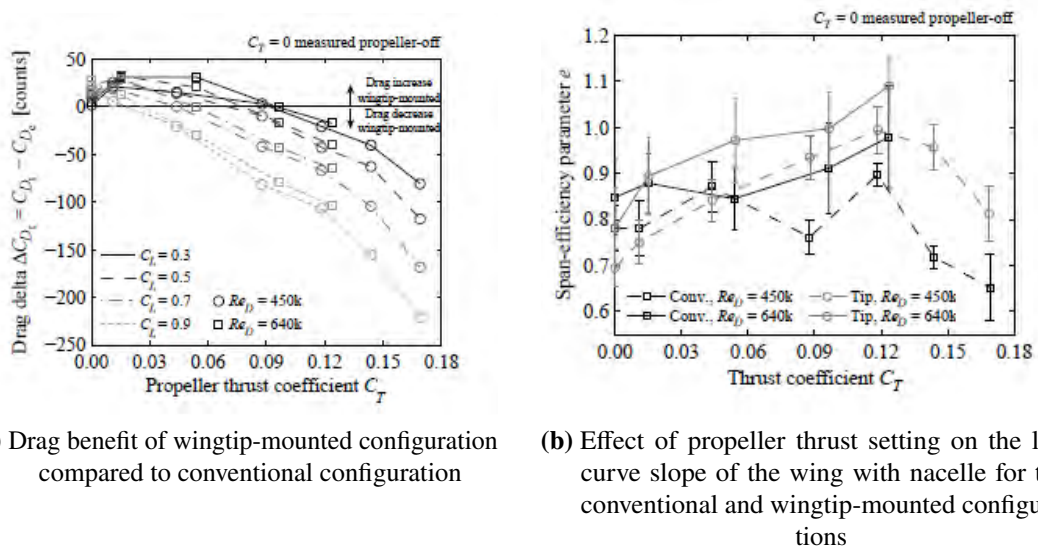 C_T = 0 measured propeller-off
Drag delta ΔC_{D_t} = C_{D_t} − C_{D_c} [counts]
50
0
−50
−100
−150
−200
−250
Drag increase
wingtip-mounted
Drag decrease
wingtip-mounted
C_L = 0.3
C_L = 0.5
C_L = 0.7 Re_D = 450k
C_L = 0.9 Re_D = 640k
0.00 0.03 0.06 0.09 0.12 0.15 0.18
Propeller thrust coefficient C_T
) Drag benefit of wingtip-mounted configuration
compared to conventional configuration
C_T = 0 measured propeller-off
Span-efficiency parameter e
1.2
1.1
1.0
0.9
0.8
0.7
0.6
Conv., Re_D = 450k Tip, Re_D = 450k
Conv., Re_D = 640k Tip, Re_D = 640k
0.00 0.03 0.06 0.09 0.12 0.15 0.18
Thrust coefficient C_T
(b) Effect of propeller thrust setting on the l
curve slope of the wing with nacelle for t
conventional and wingtip-mounted configu
tions